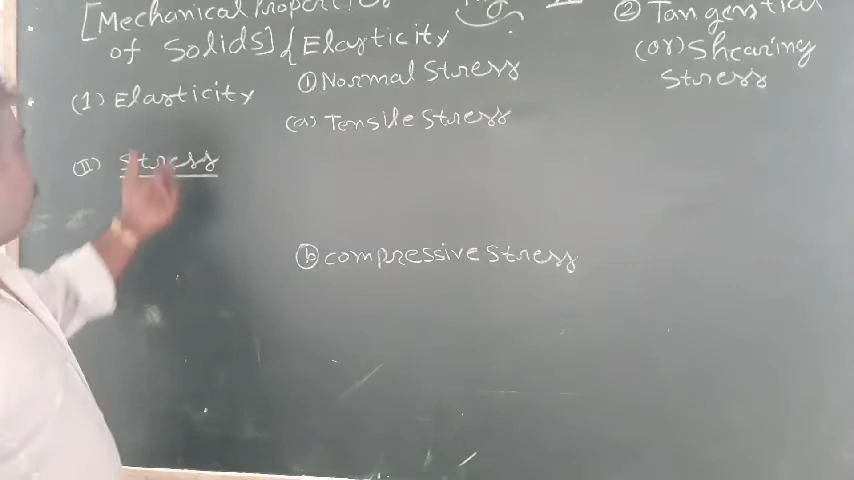 [Mechanical Properties
of Solids] { Elasticity
(1) Elasticity
(II) Stress
① Normal Stress
(a) Tensile Stress
ⓑ compressive stress
② Tangential
(or) Shearing
Stress